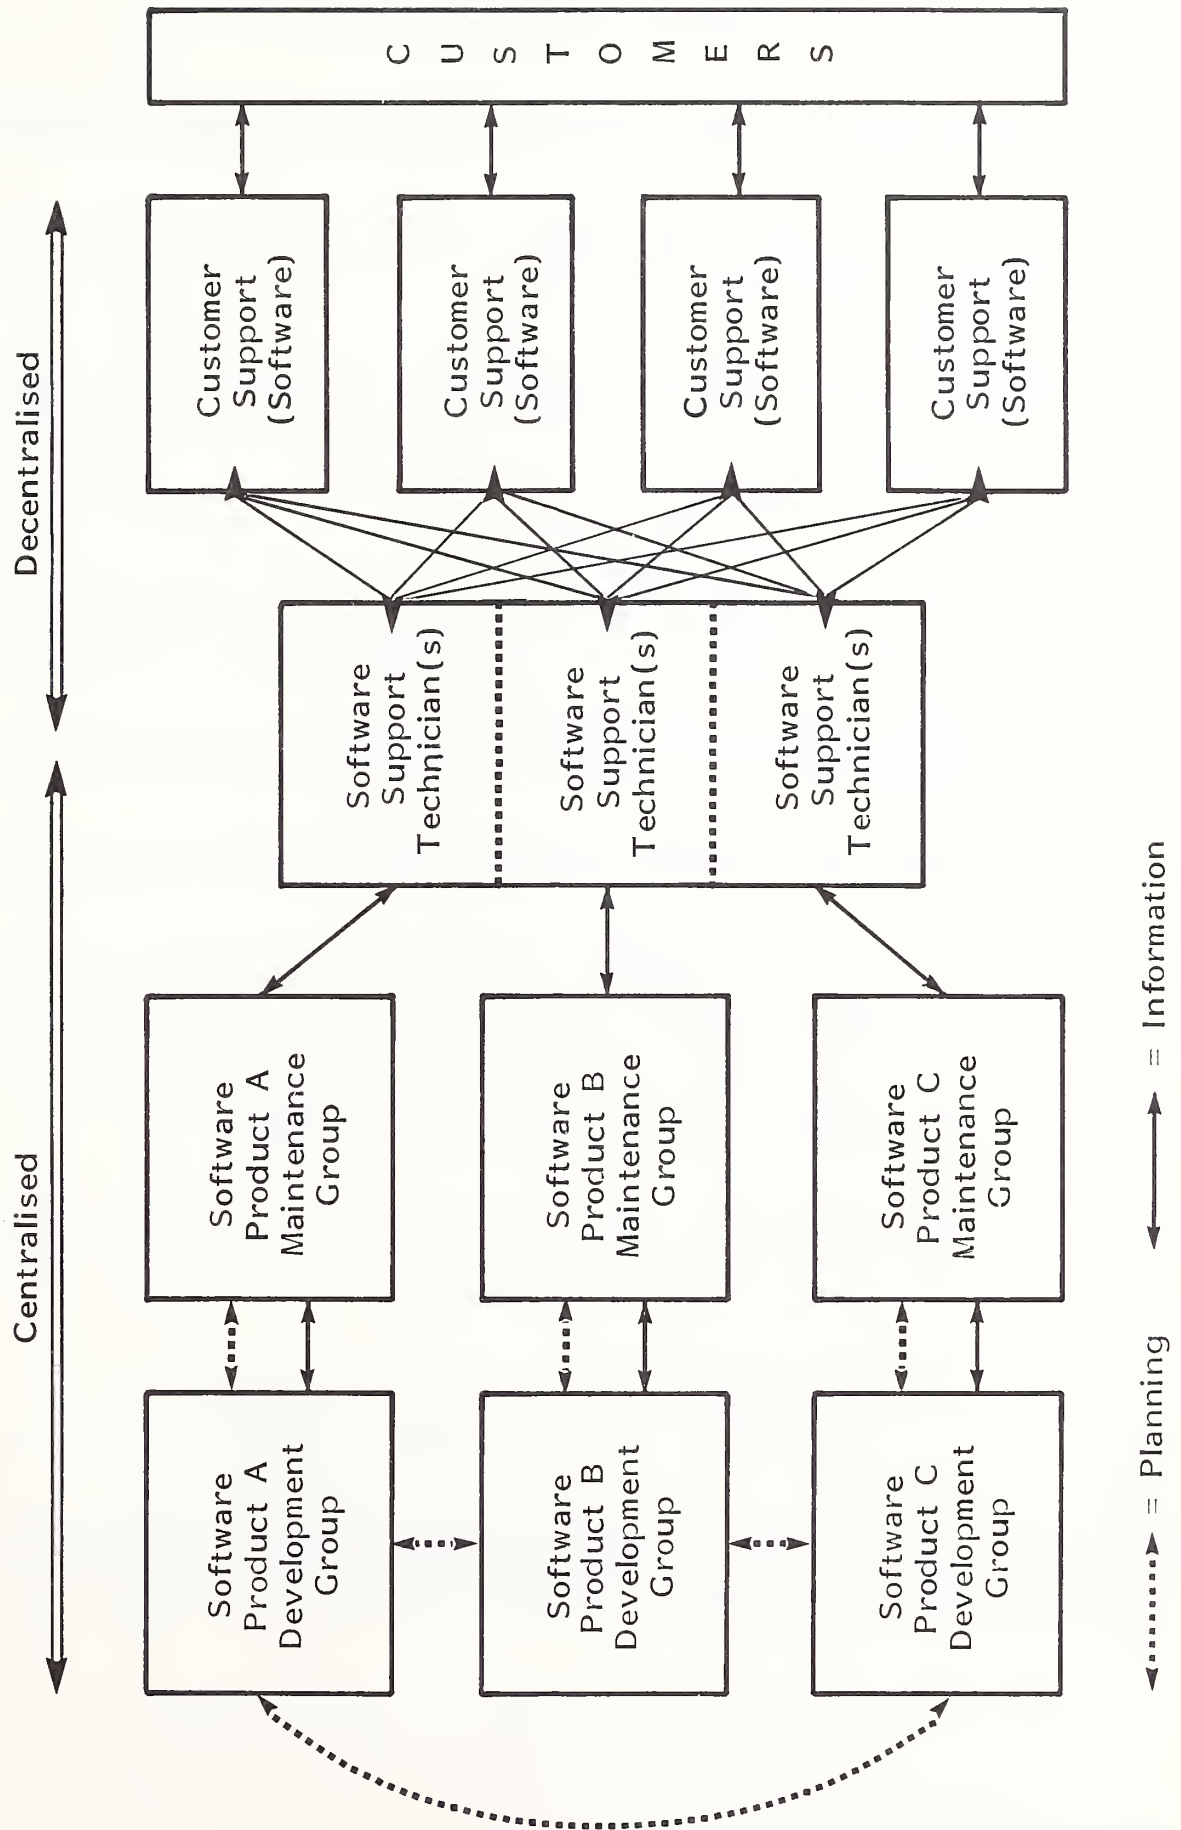 Centralised
Decentralised
Software
Product A
Development
Group
Software
Product A
Maintenance
Group
Software
Support
Technician(s)
Customer
Support
(Software)
Software
Product B
Development
Group
Software
Product B
Maintenance
Group
Software
Support
Technician(s)
Customer
Support
(Software)
Customer
Support
(Software)
Software
Product C
Development
Group
Software
Product C
Maintenance
Group
Software
Support
Technician(s)
Customer
Support
(Software)
CUSTOMERS
= Planning
= Information